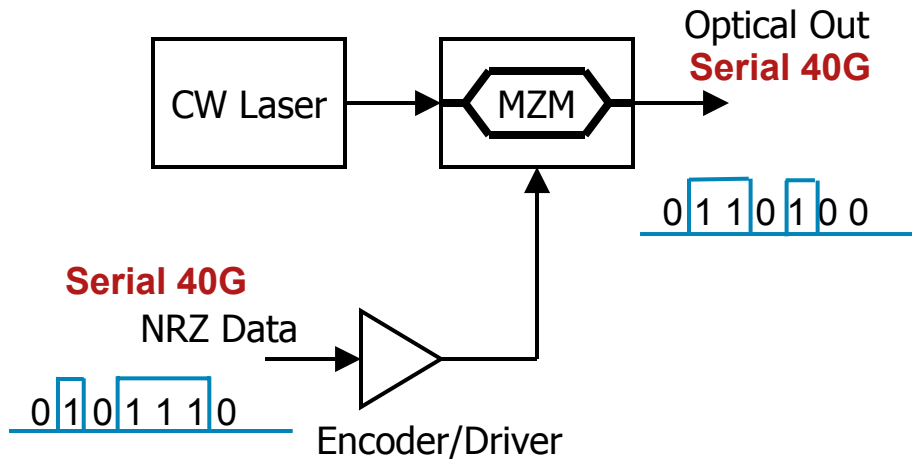 Optical Out
Serial 40G
CW Laser
MZM
0 1 1 0 1 0 0
Serial 40G
NRZ Data
0 1 0 1 1 1 0
Encoder/Driver